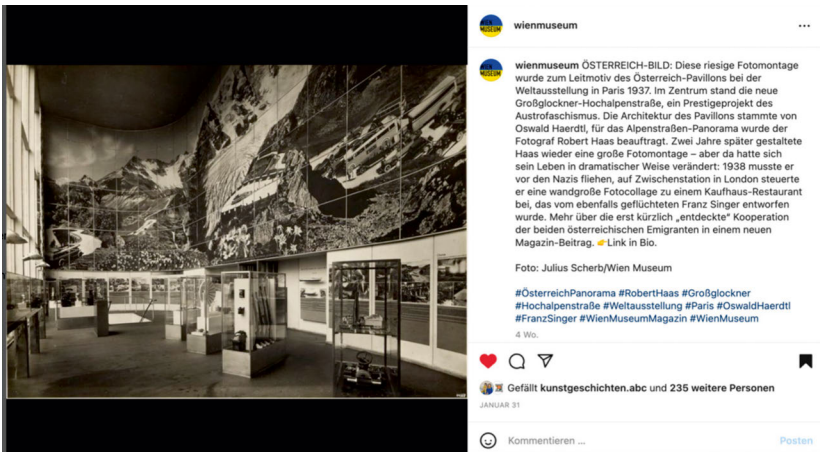 WIEN
MUSEUM
wienmuseum
WIEN
MUSEUM
wienmuseum ÖSTERREICH-BILD: Diese riesige Fotomontage
wurde zum Leitmotiv des Österreich-Pavillons bei der
Weltausstellung in Paris 1937. Im Zentrum stand die neue
Großglockner-Hochalpenstraße, ein Prestigeprojekt des
Austrofaschismus. Die Architektur des Pavillons stammte von
Oswald Haerdtl, für das Alpenstraßen-Panorama wurde der
Fotograf Robert Haas beauftragt. Zwei Jahre später gestaltete
Haas wieder eine große Fotomontage – aber da hatte sich
sein Leben in dramatischer Weise verändert: 1938 musste er
vor den Nazis fliehen, auf Zwischenstation in London steuerte
er eine wandgroße Fotocollage zu einem Kaufhaus-Restaurant
bei, das vom ebenfalls geflüchteten Franz Singer entworfen
wurde. Mehr über die erst kürzlich „entdeckte“ Kooperation
der beiden österreichischen Emigranten in einem neuen
Magazin-Beitrag. 👉Link in Bio.
Foto: Julius Scherb/Wien Museum
#ÖsterreichPanorama #RobertHaas #Großglockner
#Hochalpenstraße #Weltausstellung #Paris #OswaldHaerdtl
#FranzSinger #WienMuseumMagazin #WienMuseum
4 Wo.
Gefällt kunstgeschichten.abc und 235 weitere Personen
JANUAR 31
Kommentieren ...
Posten